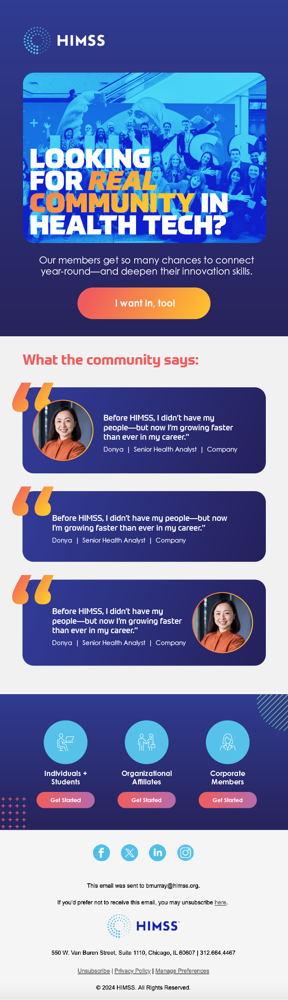 HIMSS
HIMSS
LOOKING
FOR REAL
COMMUNITY IN
HEALTH TECH?
Our members get so many chances to connect
year-round—and deepen their innovation skills.
I want in, too!
What the community says:
“
Before HIMSS, I didn’t have my
people—but now I’m growing faster
than ever in my career.”
Donya | Senior Health Analyst | Company
“
Before HIMSS, I didn’t have my people—but now
I’m growing faster than ever in my career.”
Donya | Senior Health Analyst | Company
“
Before HIMSS, I didn’t have my
people—but now I’m growing faster
than ever in my career.”
Donya | Senior Health Analyst | Company
Individuals +
Students
Get Started
Organizational
Affiliates
Get Started
Corporate
Members
Get Started
f X in
This email was sent to bmurray@himss.org.
If you’d prefer not to receive this email, you may unsubscribe here.
HIMSS™
550 W. Van Buren Street, Suite 1110, Chicago, IL 60607 | 312.664.4467
Unsubscribe | Privacy Policy | Manage Preferences
© 2024 HIMSS. All Rights Reserved.